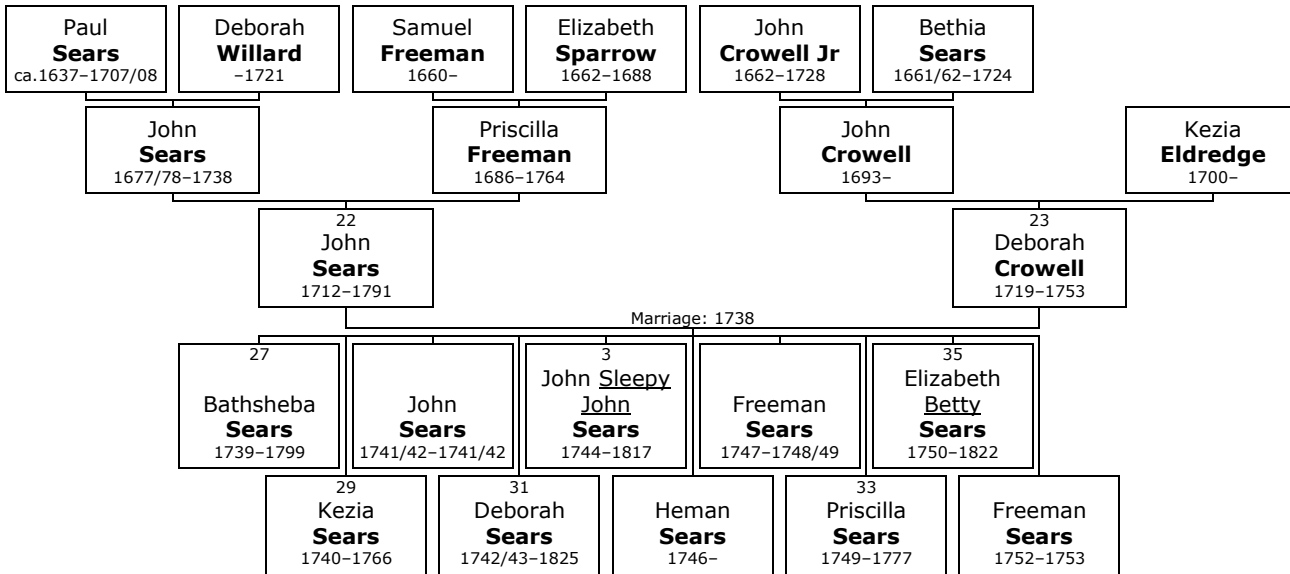 Paul
Sears
ca.1637–1707/08
Deborah
Willard
–1721
Samuel
Freeman
1660–
Elizabeth
Sparrow
1662–1688
John
Crowell Jr
1662–1728
Bethia
Sears
1661/62–1724
John
Sears
1677/78–1738
Priscilla
Freeman
1686–1764
John
Crowell
1693–
Kezia
Eldredge
1700–
22
John
Sears
1712–1791
23
Deborah
Crowell
1719–1753
Marriage: 1738
27
Bathsheba
Sears
1739–1799
John
Sears
1741/42–1741/42
3
John Sleepy
John
Sears
1744–1817
Freeman
Sears
1747–1748/49
35
Elizabeth
Betty
Sears
1750–1822
29
Kezia
Sears
1740–1766
31
Deborah
Sears
1742/43–1825
Heman
Sears
1746–
33
Priscilla
Sears
1749–1777
Freeman
Sears
1752–1753